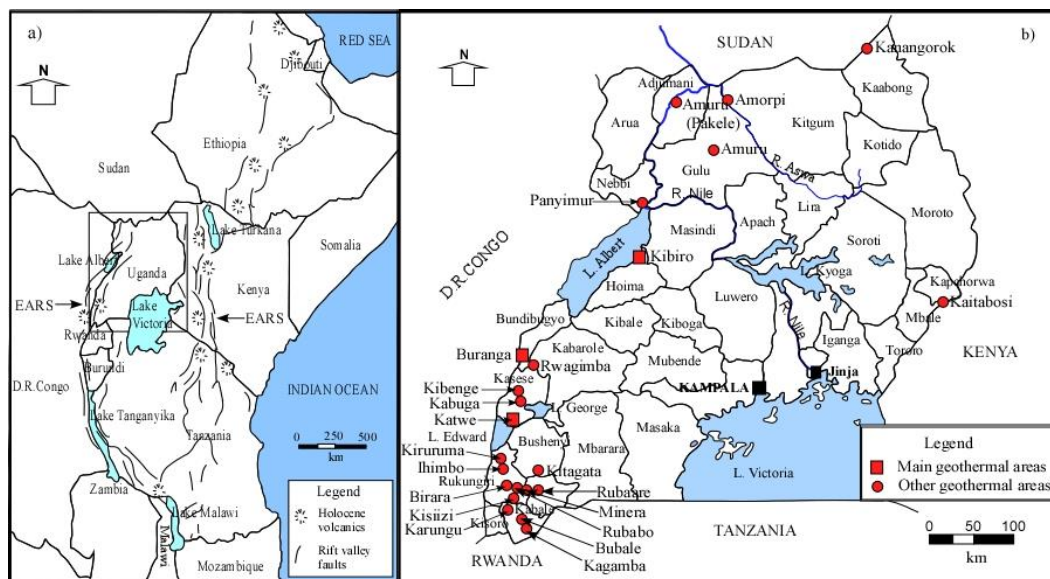 a)
RED SEA
N
Djibouti
Ethiopia
Sudan
Lake Turkana
Somalia
Lake Albert
Uganda
EARS
Kenya
Lake
Victoria
EARS
Rwanda
Burundi
D.R.Congo
INDIAN OCEAN
Lake Tanganyika
Tanzania
0 250 500
km
Zambia
Lake Malawi
Malawi
Mozambique
Legend
Holocene
volcanics
Rift valley
faults
b)
SUDAN
Kanangorok
N
Kaabong
Adjumani
Amuru
(Pakele)
Amorpi
Arua
Kitgum
Kotido
Amuru
Gulu
R. Aswa
Nebbi
R. Nile
Panyimur
Lira
Apach
Moroto
Masindi
D.R.CONGO
L. Albert
Kibiro
Soroti
L. Kyoga
Hoima
Kapchorwa
Luwero
Kaitabosi
Bundibugyo
Kibale
Kiboga
R. Nile
Mbale
Iganga
Kabarole
Buranga
Rwagimba
Mubende
Tororo
KENYA
Kasese
Jinja
Kibenge
KAMPALA
Kabuga
L. George
Katwe
Masaka
L. Edward
Bushenyi
Mbarara
Kiruruma
Ihimbo
Kitagata
L. Victoria
Rukungiri
Birara
Rubaare
Kisiizi
Kabale
Minera
Karungu
Kisoro
Rubabo
Bubale
RWANDA
Kagamba
TANZANIA
Legend
Main geothermal areas
Other geothermal areas
0 50 100
km